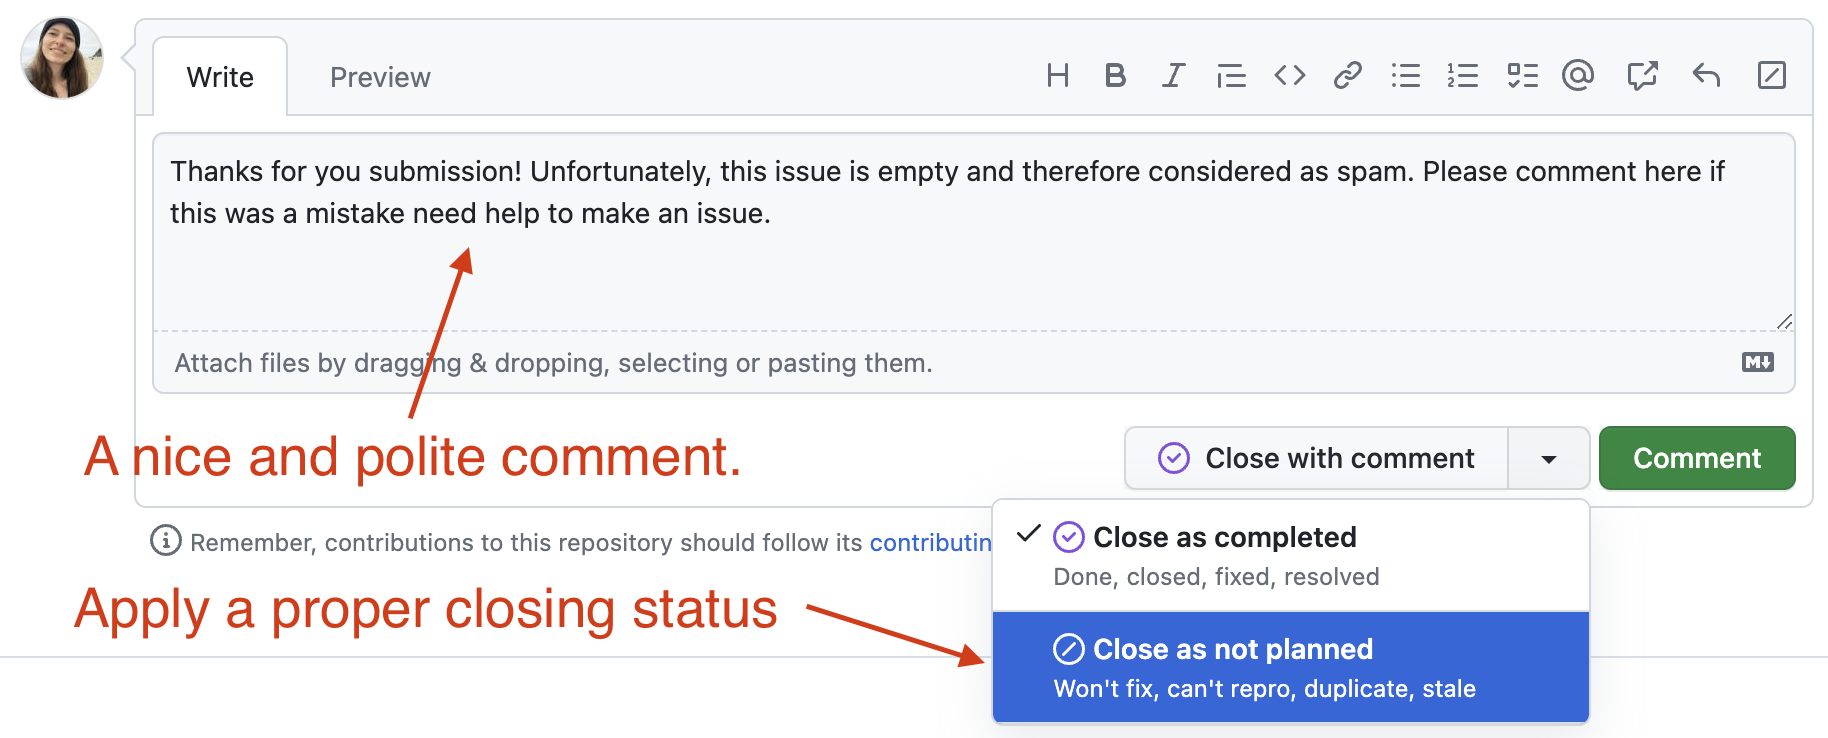 Write
Preview
Thanks for you submission! Unfortunately, this issue is empty and therefore considered as spam. Please comment here if
this was a mistake need help to make an issue.
Attach files by dragging & dropping, selecting or pasting them.
A nice and polite comment.
Close with comment
Comment
Remember, contributions to this repository should follow its contributin
Close as completed
Done, closed, fixed, resolved
Apply a proper closing status
Close as not planned
Won't fix, can't repro, duplicate, stale